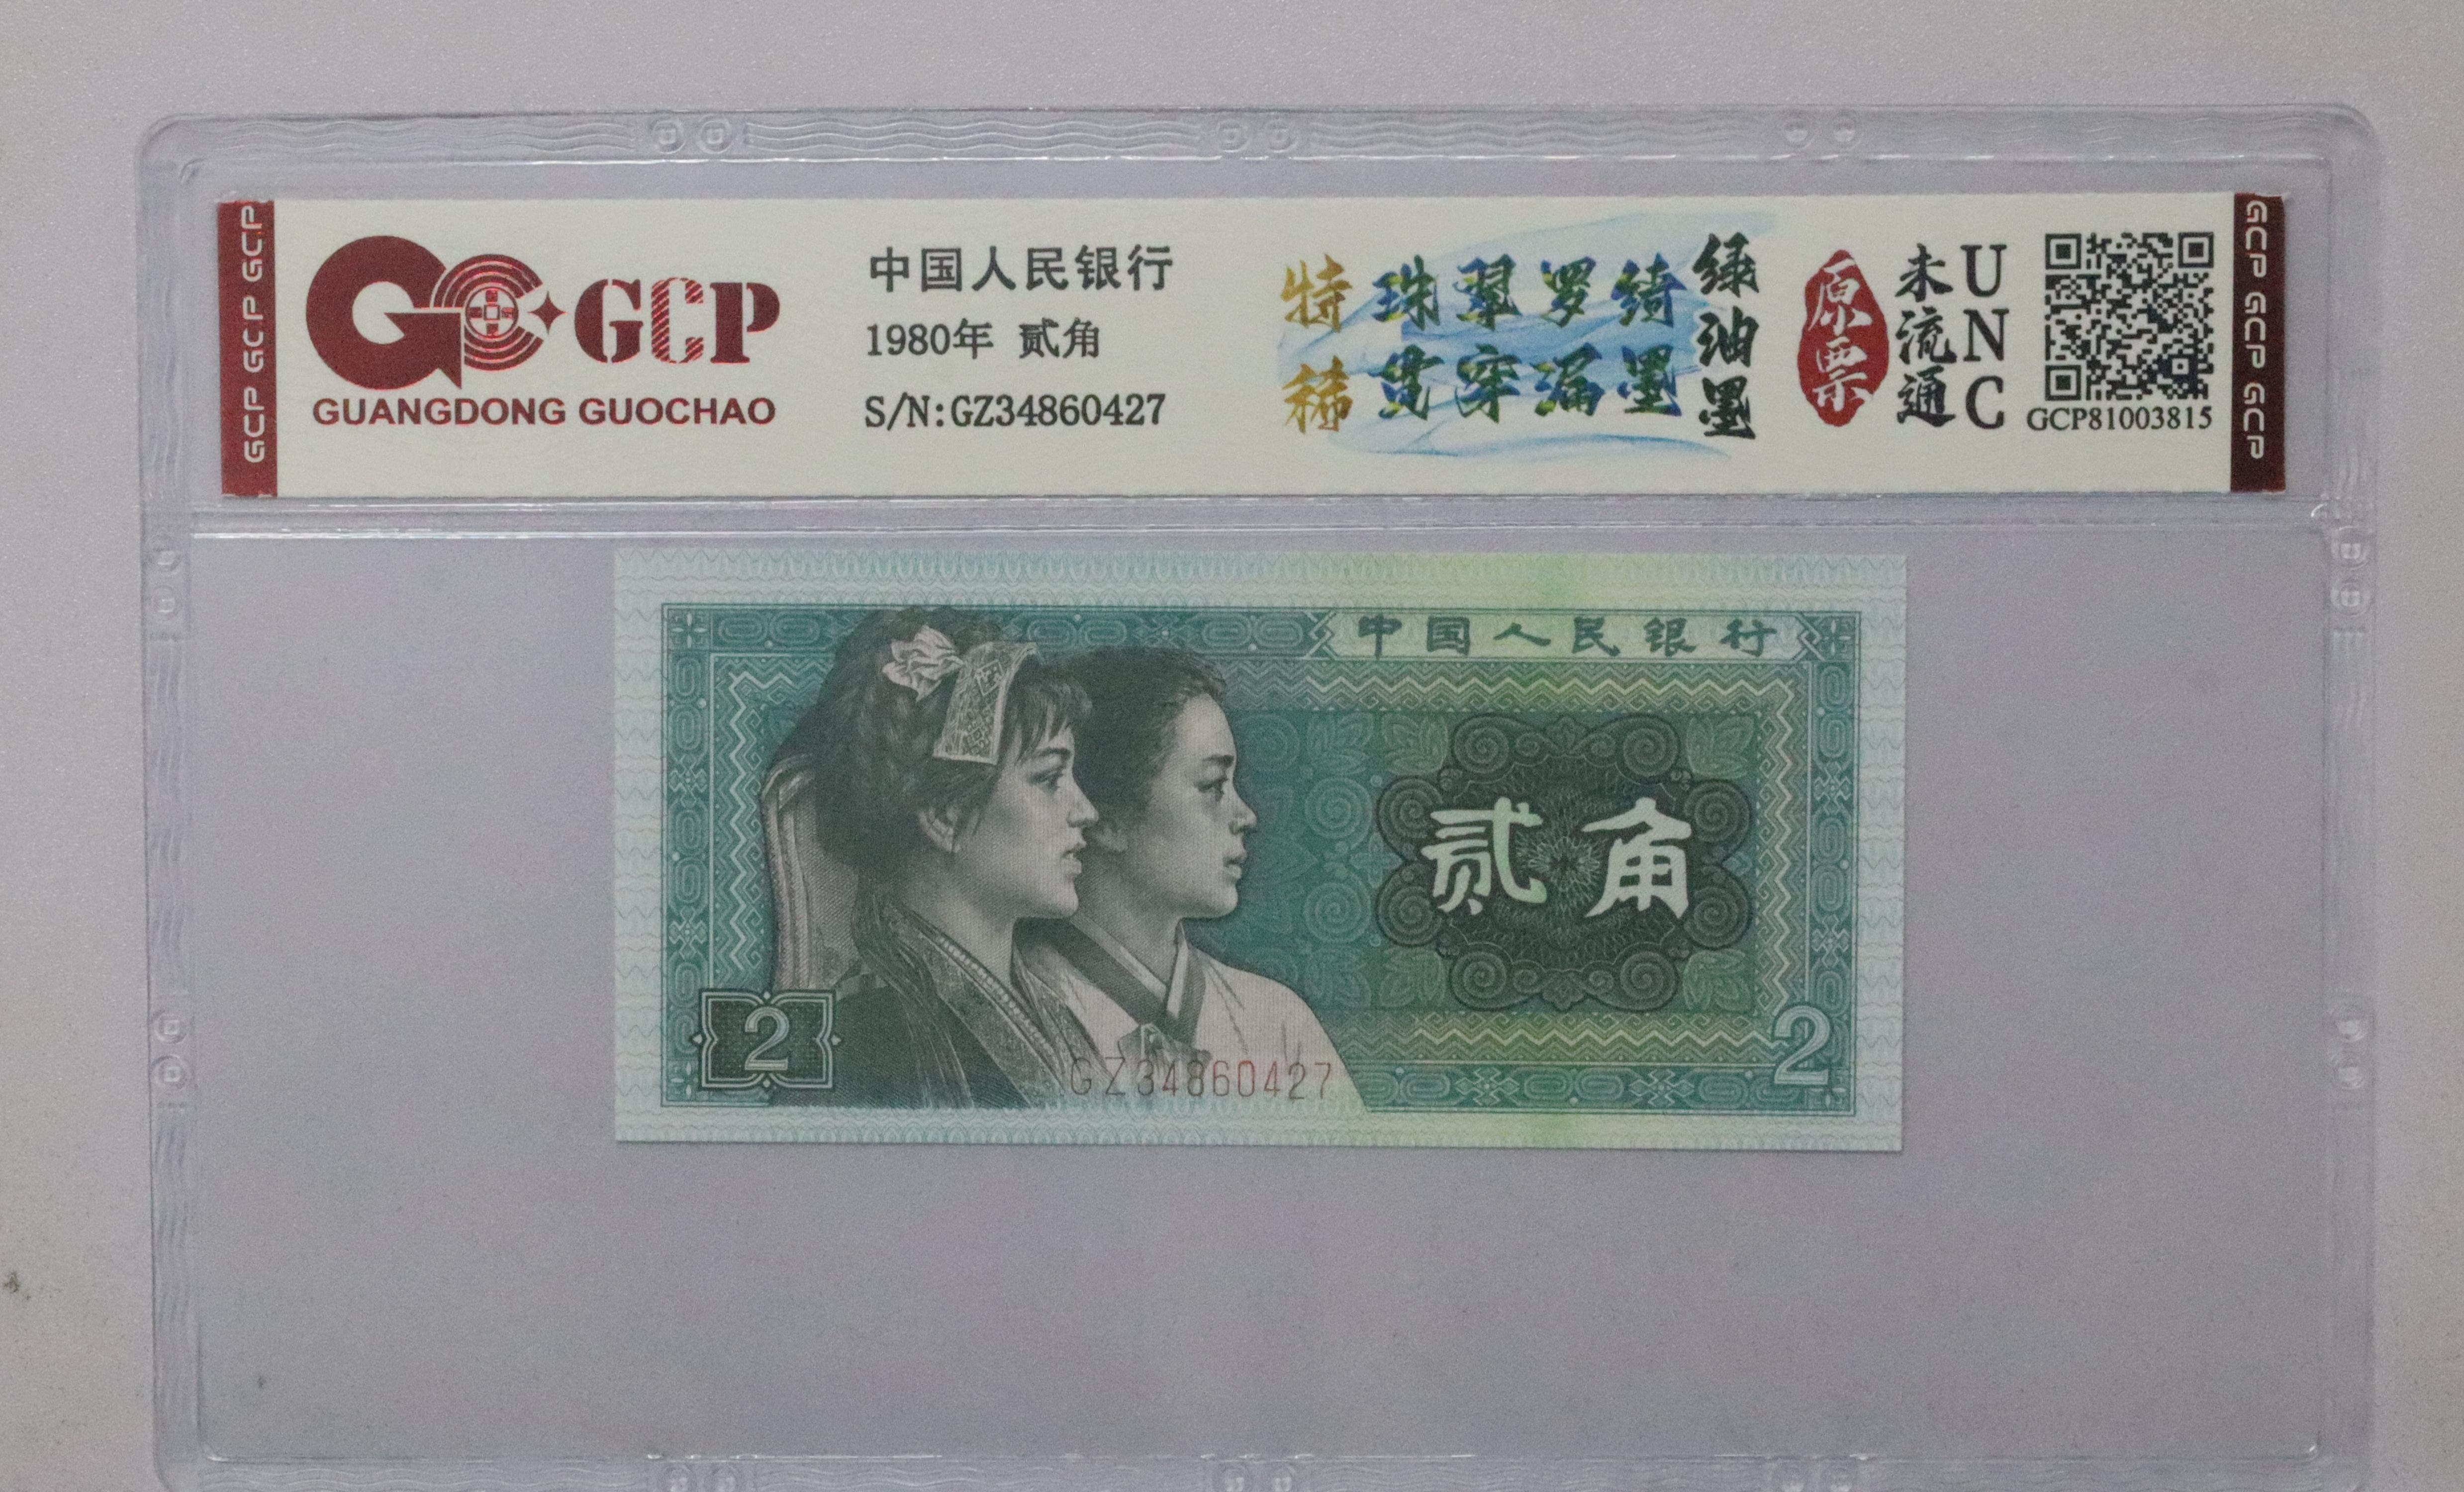 GCP GCP GCP
GCP
GUANGDONG GUOCHAO
中国人民银行
1980年 贰角
S/N:GZ34860427
特稀
珠翠罗绮
贯穿漏墨
绿油墨
原票
未流通
UNC
GCP81003815
GCP GCP GCP
中国人民银行
贰角
2
GZ34860427
2